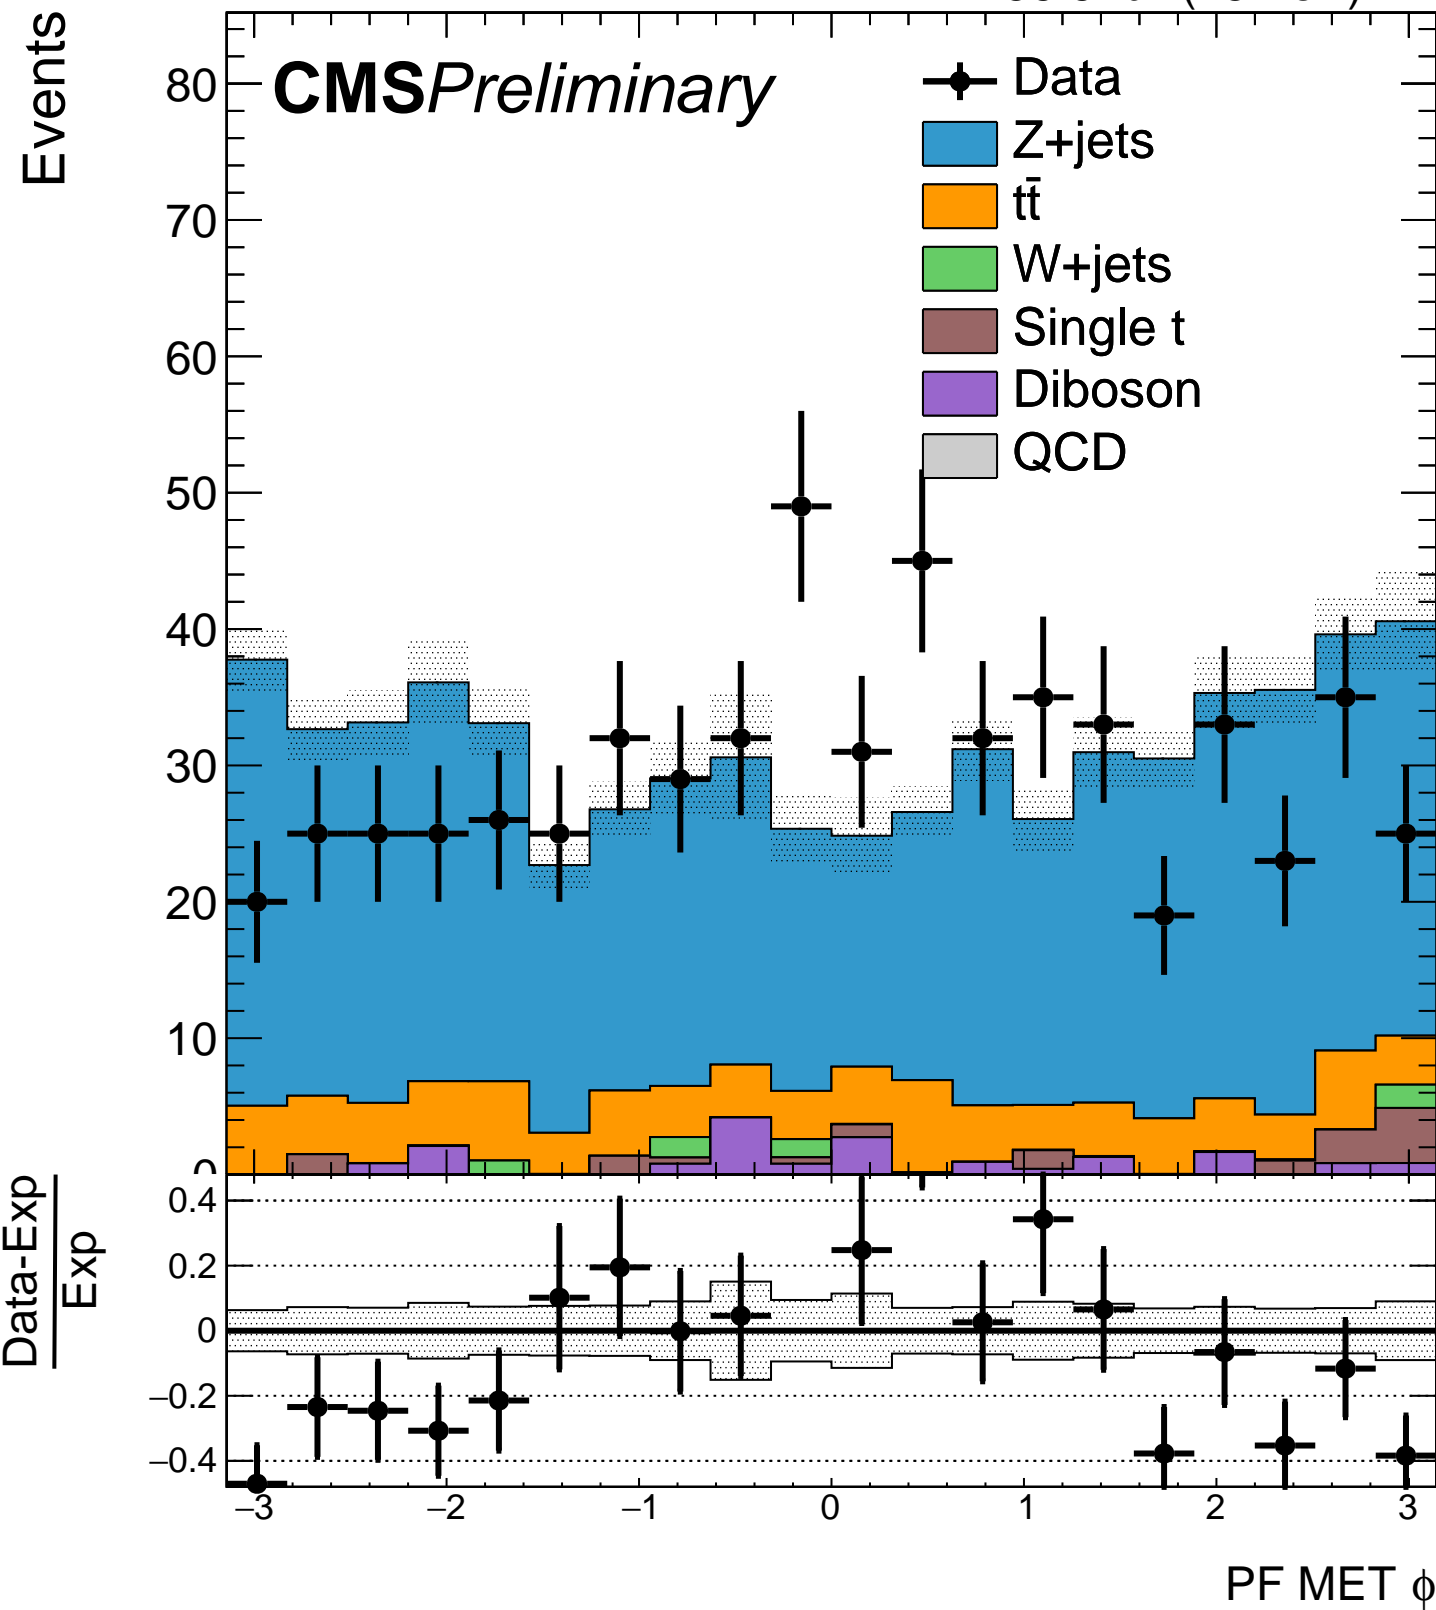 Events
CMS Preliminary
Data
Z+jets
tt̄
W+jets
Single t
Diboson
QCD
80
70
60
50
40
30
20
10
0
Data-Exp
Exp
0.4
0.2
0
−0.2
−0.4
−3 −2 −1 0 1 2 3
PF MET ϕ